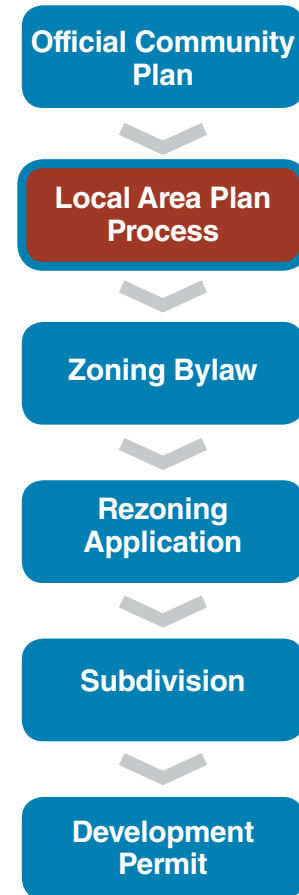 Official Community
Plan
Local Area Plan
Process
Zoning Bylaw
Rezoning
Application
Subdivision
Development
Permit